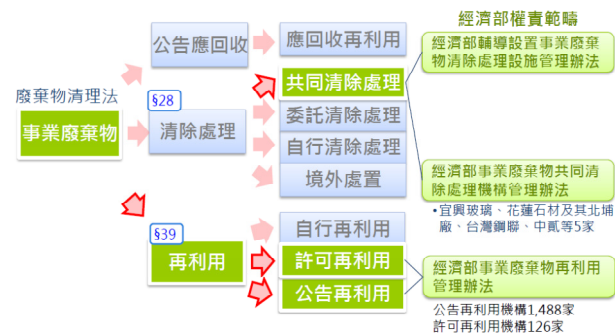 經濟部權責範疇
公告應回收
應回收再利用
經濟部輔導設置事業廢棄
物清除處理設施管理辦法
廢棄物清理法
事業廢棄物
§28
清除處理
共同清除處理
委託清除處理
自行清除處理
境外處置
經濟部事業廢棄物共同清
除處理機構管理辦法
•宜興玻璃、花蓮石材及其北埔
廠、台灣鋼聯、中貳等5家
§39
再利用
自行再利用
許可再利用
公告再利用
經濟部事業廢棄物再利用
管理辦法
公告再利用機構1,488家
許可再利用機構126家